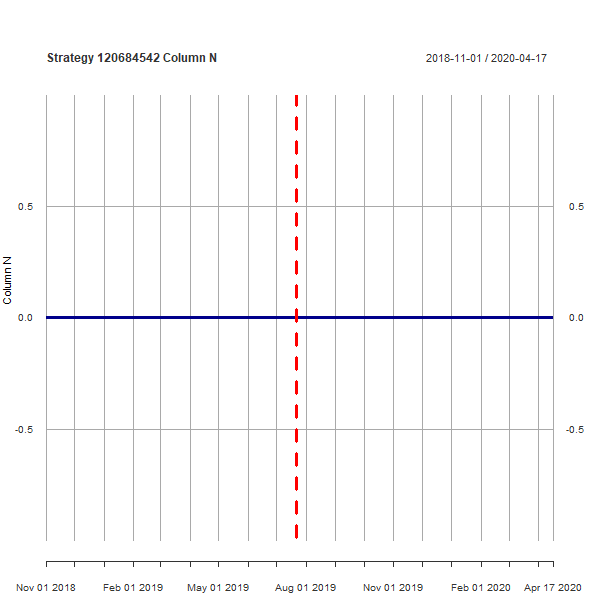 Strategy 120684542 Column N
2018-11-01 / 2020-04-17
0.5
0.5
Column N
0.0
0.0
-0.5
-0.5
Nov 01 2018
Feb 01 2019
May 01 2019
Aug 01 2019
Nov 01 2019
Feb 01 2020
Apr 17 2020